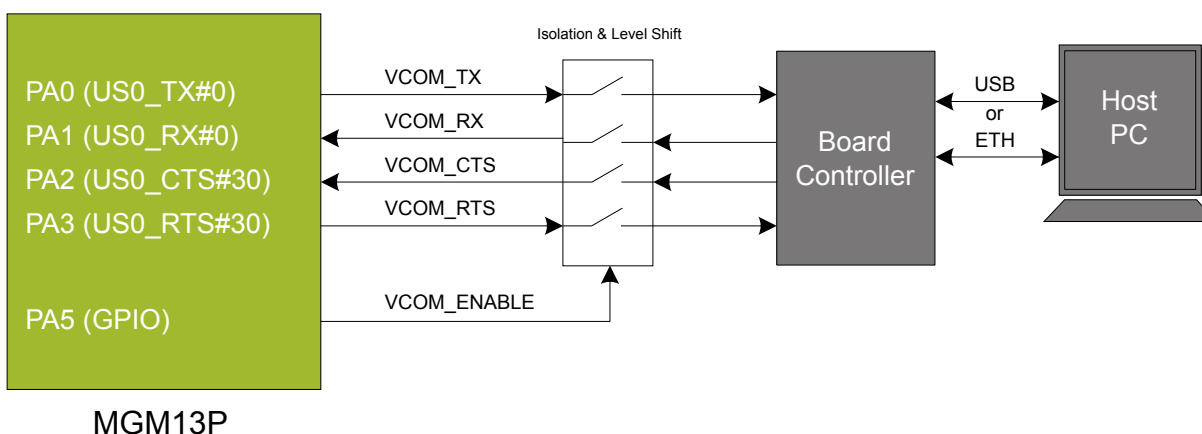 Isolation & Level Shift
PA0 (US0_TX#0)
PA1 (US0_RX#0)
PA2 (US0_CTS#30)
PA3 (US0_RTS#30)
PA5 (GPIO)
VCOM_TX
VCOM_RX
VCOM_CTS
VCOM_RTS
VCOM_ENABLE
Board
Controller
USB
or
ETH
Host
PC
MGM13P